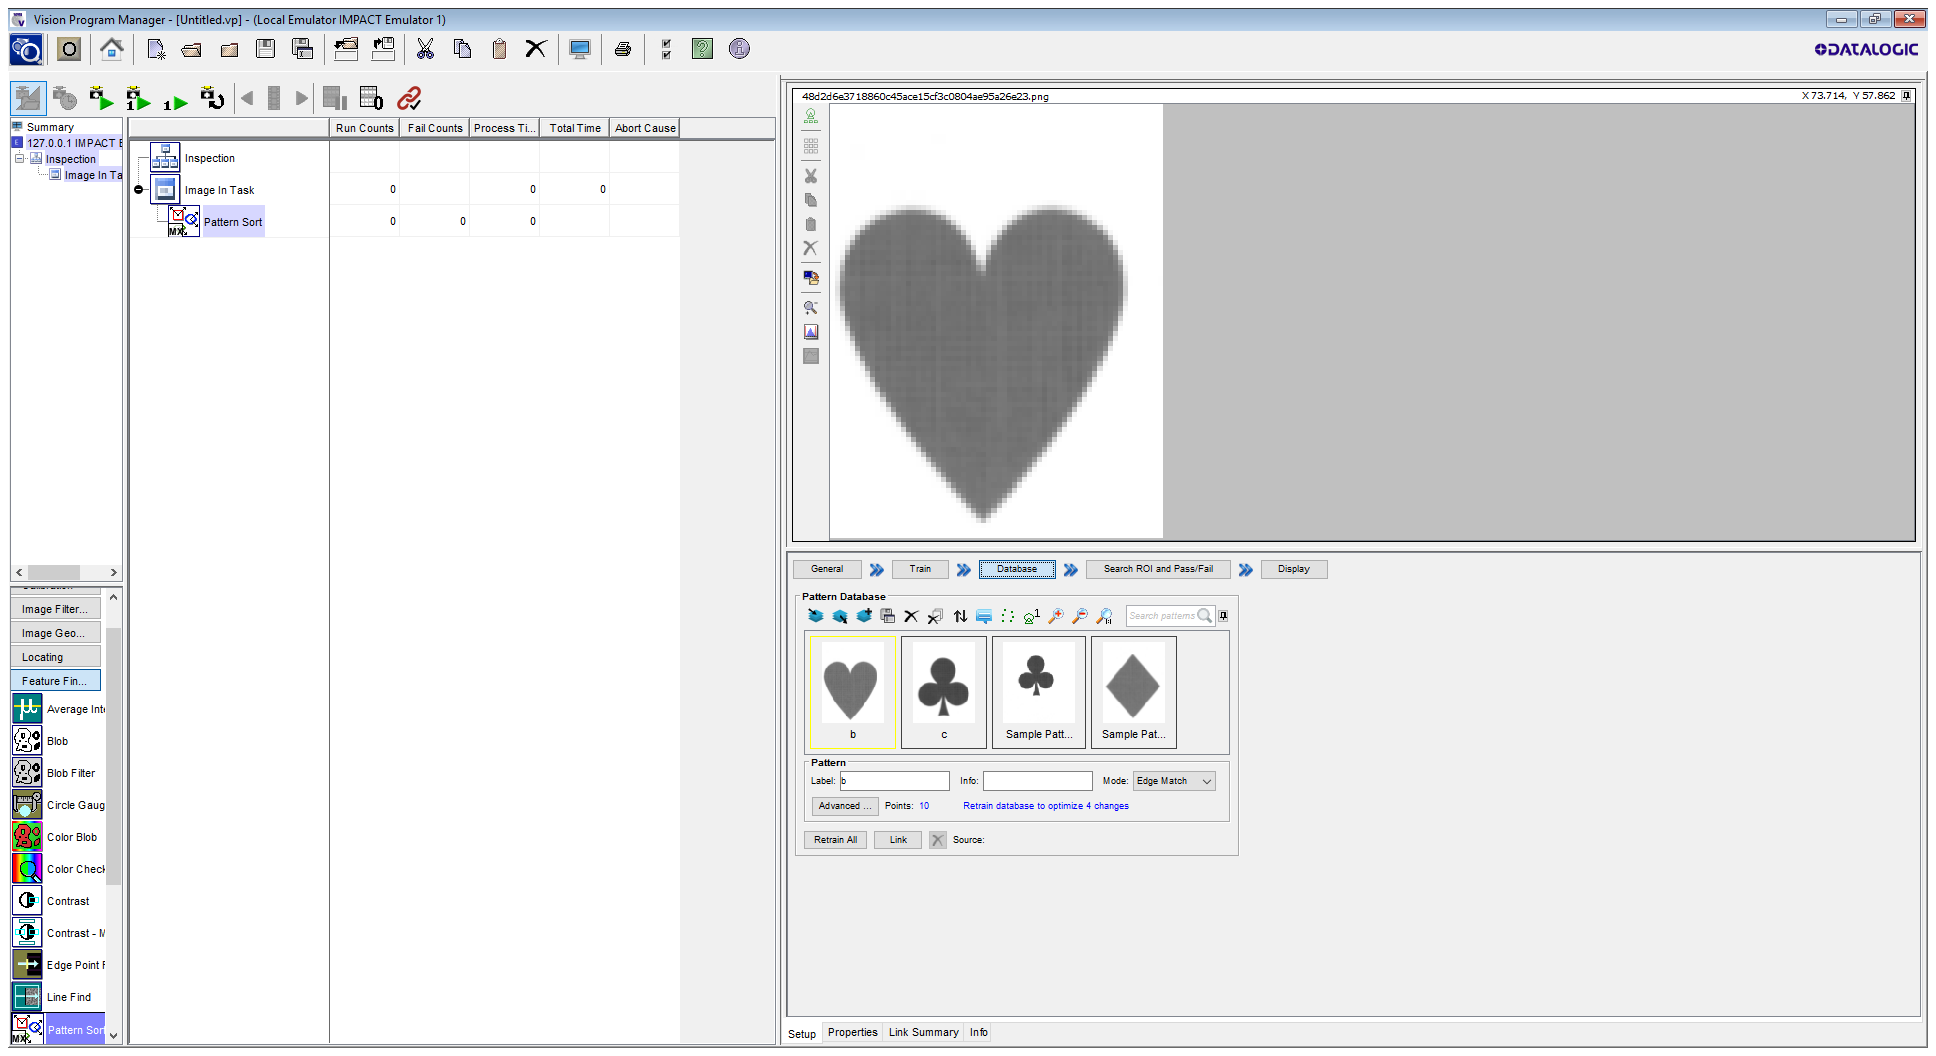 Vision Program Manager - [Untitled.vp] - (Local Emulator IMPACT Emulator 1)
DATALOGIC
Summary
127.0.0.1 IMPACT E
Inspection
Image In Ta
Run Counts Fail Counts Process Ti... Total Time Abort Cause
Inspection
Image In Task 0 0 0
Pattern Sort 0 0 0
48d2d6e3718860c45ace15cf3c0804ae95a26e23.png X 73.714, Y 57.862
Image Filter...
Image Geo...
Locating
Feature Fin...
Average Inte
Blob
Blob Filter
Circle Gaug
Color Blob
Color Check
Contrast
Contrast - M
Edge Point F
Line Find
Pattern Sort
General Train Database Search ROI and Pass/Fail Display
Pattern Database
Search patterns
b c Sample Patt... Sample Pat...
Pattern
Label: b Info: Mode: Edge Match
Advanced ... Points: 10 Retrain database to optimize 4 changes
Retrain All Link Source:
Setup Properties Link Summary Info